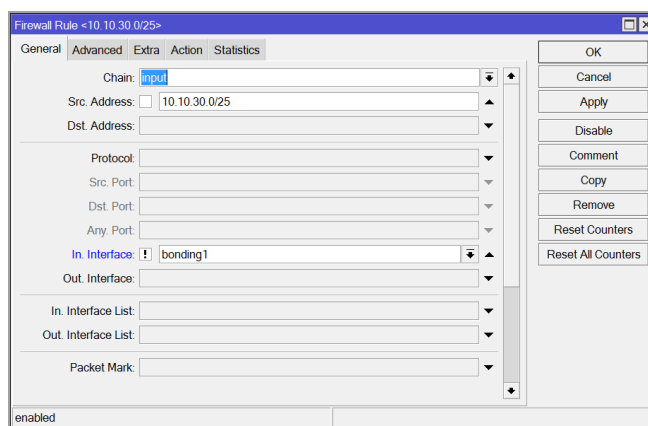 Firewall Rule <10.10.30.0/25>
General Advanced Extra Action Statistics
Chain: input
Src. Address: 10.10.30.0/25
Dst. Address:
Protocol:
Src. Port:
Dst. Port:
Any. Port:
In. Interface: ! bonding1
Out. Interface:
In. Interface List:
Out. Interface List:
Packet Mark:
OK
Cancel
Apply
Disable
Comment
Copy
Remove
Reset Counters
Reset All Counters
enabled